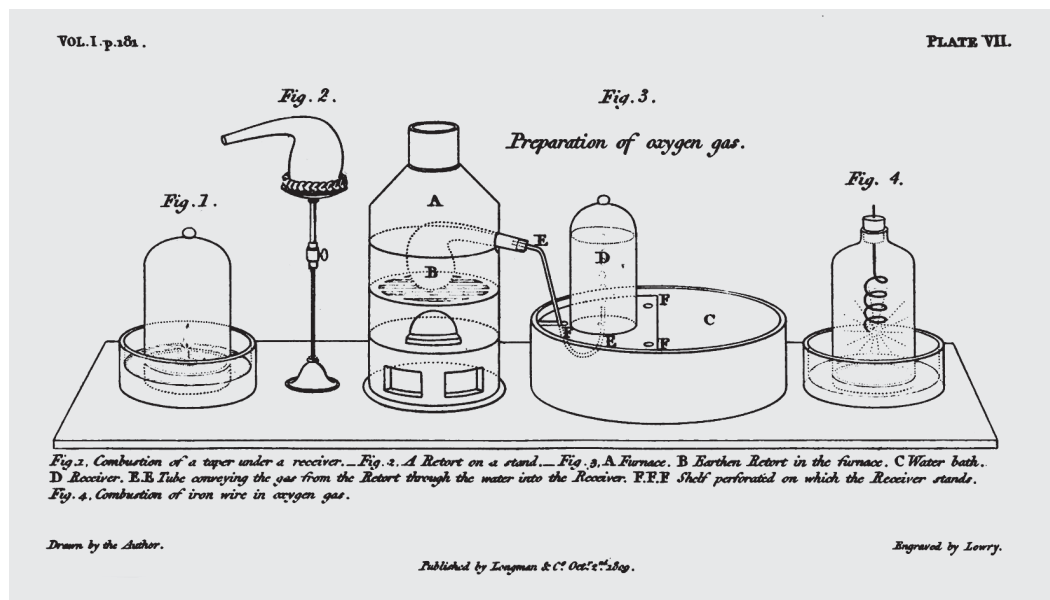 VOL. I. p. 181.
PLATE VII.
Fig. 2.
Fig. 3.
Preparation of oxygen gas.
Fig. 1.
Fig. 4.
A
B
E
D
C
F
F
F
E
Fig. 1, Combustion of a taper under a receiver._Fig. 2, A Retort on a stand._Fig. 3, A Furnace. B Earthen Retort in the furnace. C Water bath.
D Receiver. E.E Tube conveying the gas from the Retort through the water into the Receiver. F.F.F Shelf perforated on which the Receiver stands.
Fig. 4, Combustion of iron wire in oxygen gas.
Drawn by the Author.
Engraved by Lowry.
Published by Longman & Co. Octr. 2nd. 1809.